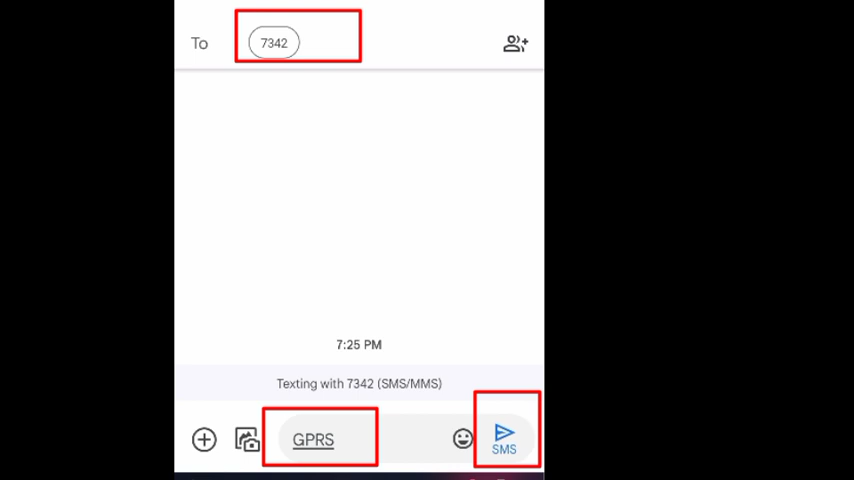 To 7342
7:25 PM
Texting with 7342 (SMS/MMS)
GPRS
SMS